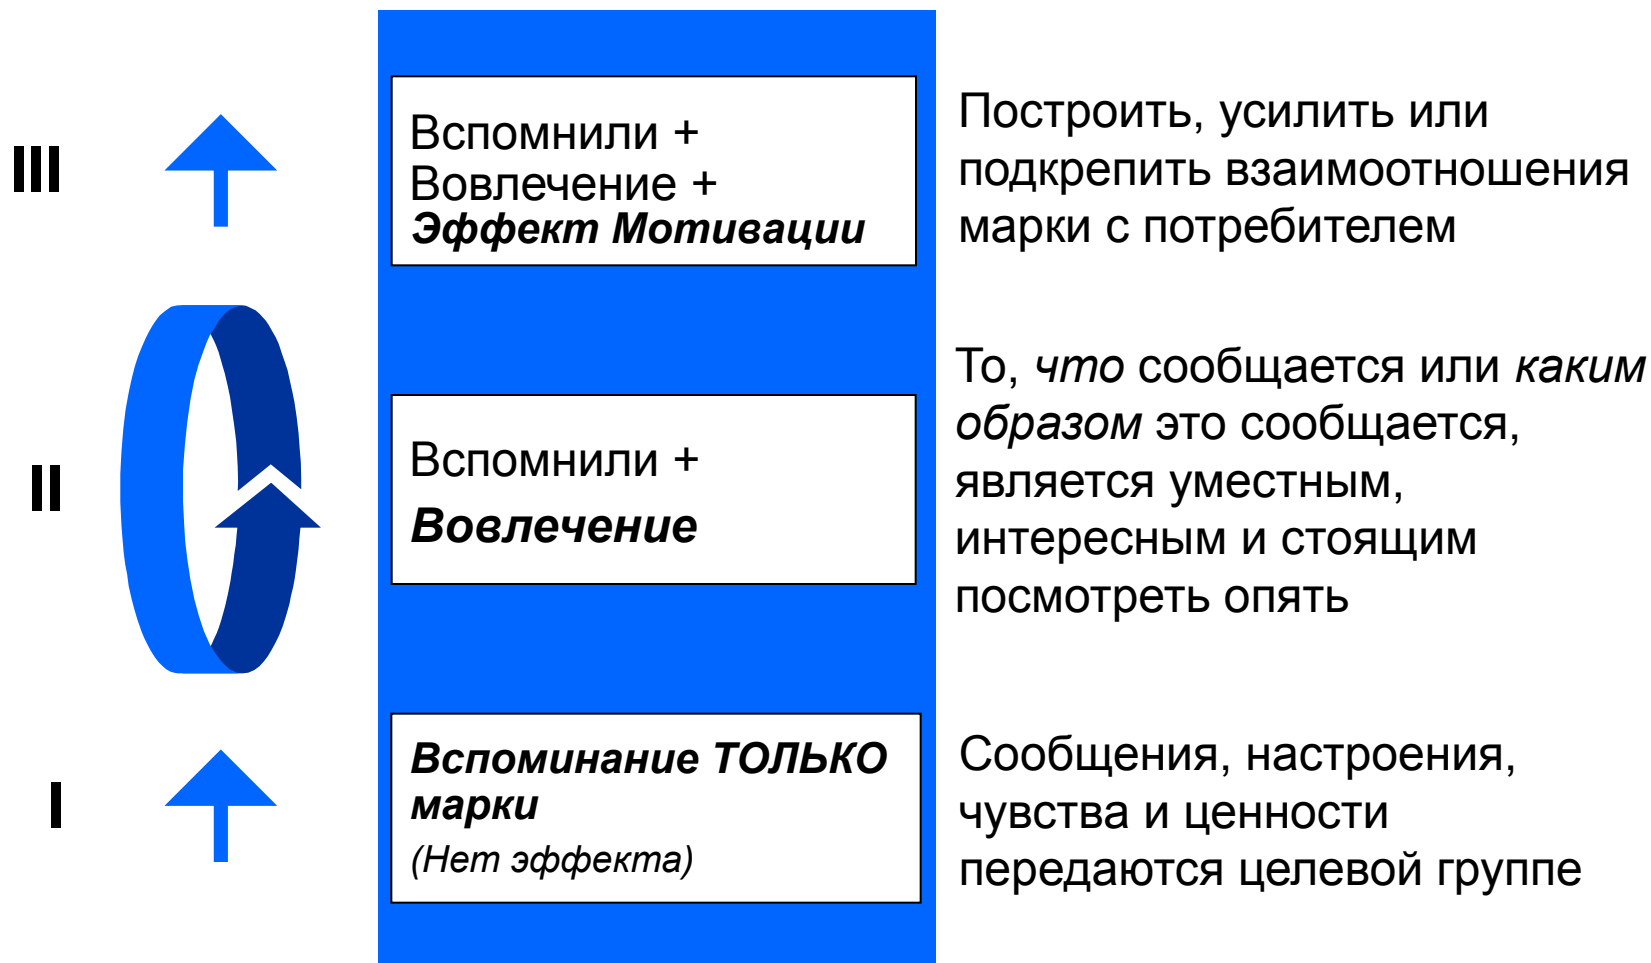 III
Вспомнили +
Вовлечение +
Эффект Мотивации
Построить, усилить или
подкрепить взаимоотношения
марки с потребителем
II
Вспомнили +
Вовлечение
То, что сообщается или каким
образом это сообщается,
является уместным,
интересным и стоящим
посмотреть опять
I
Вспоминание ТОЛЬКО
марки
(Нет эффекта)
Сообщения, настроения,
чувства и ценности
передаются целевой группе